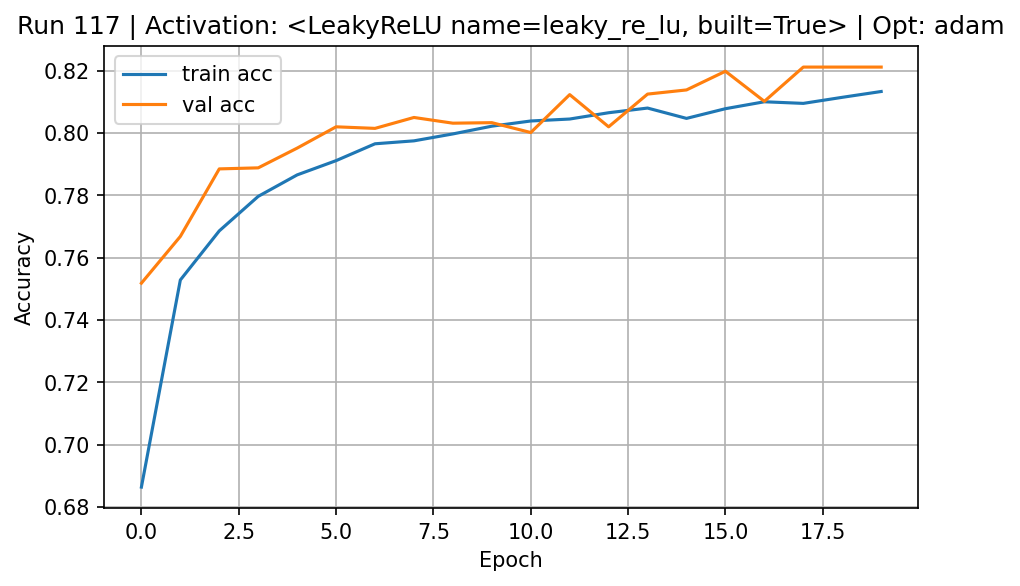 Run 117 | Activation: <LeakyReLU name=leaky_re_lu, built=True> | Opt: adam
train acc
val acc
Accuracy
0.82
0.80
0.78
0.76
0.74
0.72
0.70
0.68
0.0 2.5 5.0 7.5 10.0 12.5 15.0 17.5
Epoch